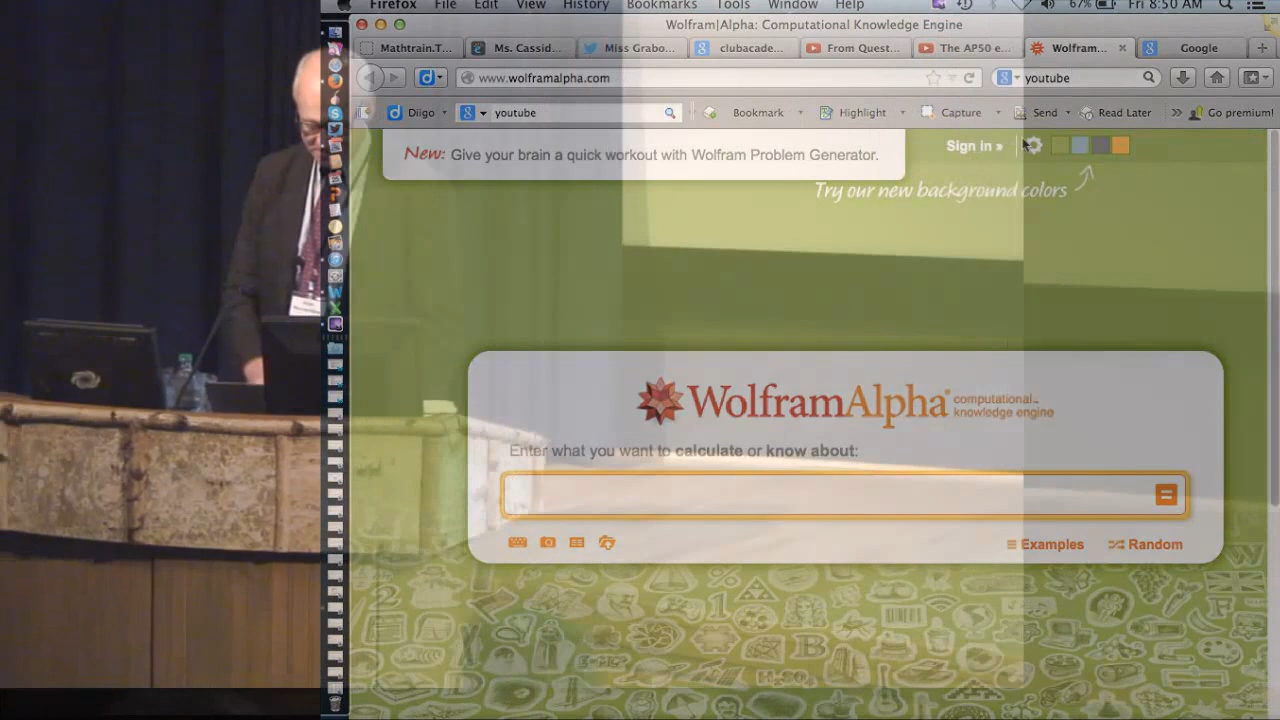 Firefox File Edit View History Bookmarks Tools Window Help 67% Fri 8:50 AM
Wolfram|Alpha: Computational Knowledge Engine
Mathtrain.T... Ms. Cassid... Miss Grabo... clubacade... From Quest... The AP50 e... Wolfram... Google
www.wolframalpha.com youtube
Diigo youtube Bookmark Highlight Capture Send Read Later Go premium!
New: Give your brain a quick workout with Wolfram Problem Generator.
Sign in »
Try our new background colors
WolframAlpha computational knowledge engine
Enter what you want to calculate or know about:
=
Examples Random